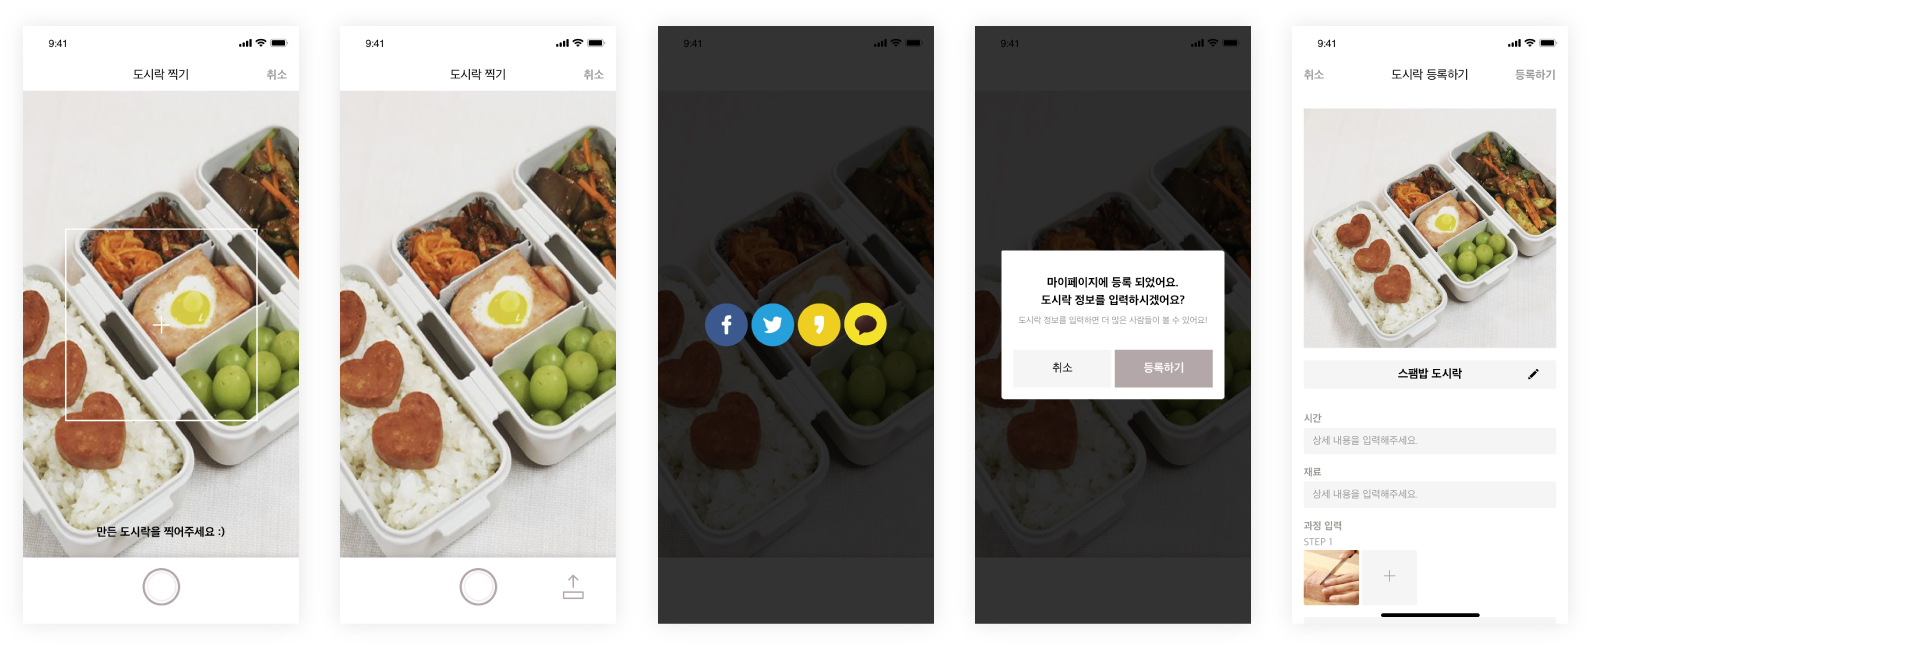 9:41
도시락 찍기
취소
만든 도시락을 찍어주세요 :)
9:41
도시락 찍기
취소
9:41
9:41
마이페이지에 등록 되었어요.
도시락 정보를 입력하시겠어요?
도시락 정보를 입력하면 더 많은 사람들이 볼 수 있어요!
취소
등록하기
9:41
취소
도시락 등록하기
등록하기
스팸밥 도시락
시간
상세 내용을 입력해주세요.
재료
상세 내용을 입력해주세요.
과정 입력
STEP 1